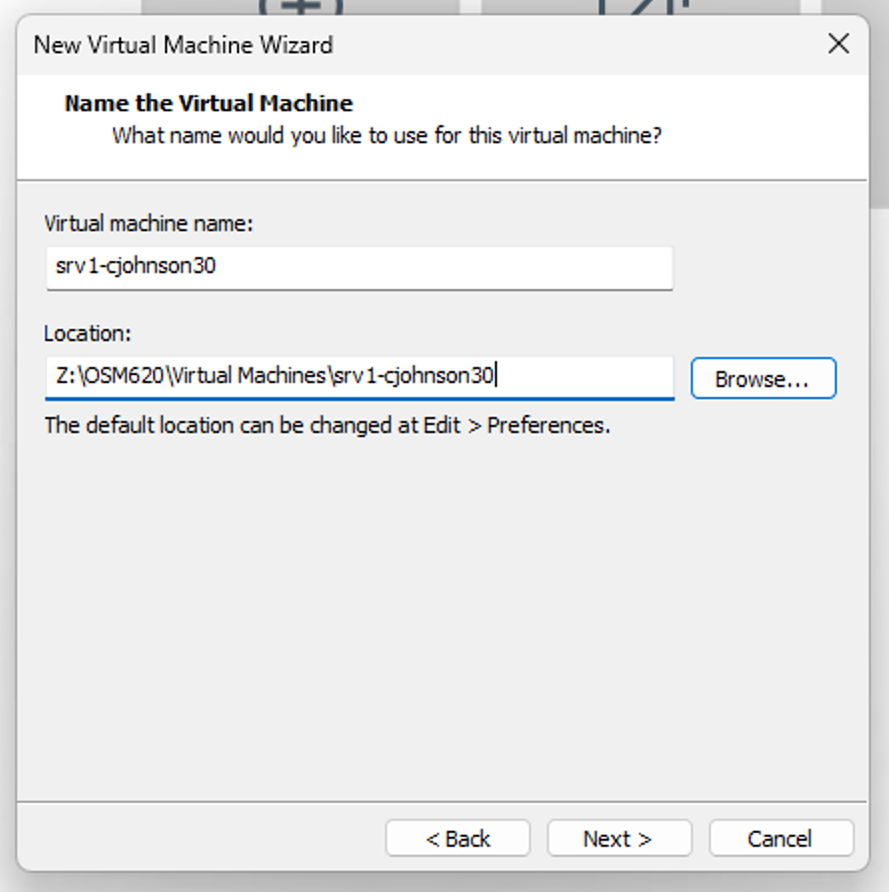 New Virtual Machine Wizard
Name the Virtual Machine
What name would you like to use for this virtual machine?
Virtual machine name:
srv1-cjohnson30
Location:
Z:\OSM620\Virtual Machines\srv1-cjohnson30
Browse...
The default location can be changed at Edit > Preferences.
< Back Next > Cancel